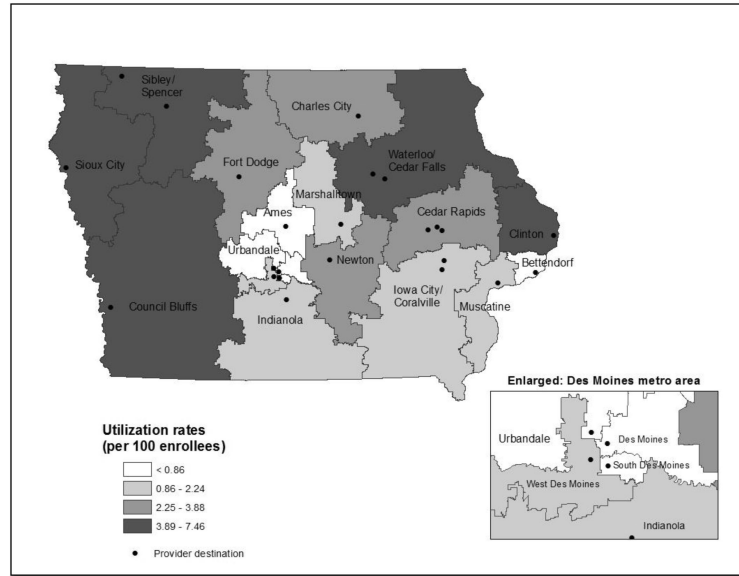 Sibley/
Spencer
Charles City
Sioux City
Fort Dodge
Waterloo/
Cedar Falls
Marshalltown
Ames
Cedar Rapids
Clinton
Urbandale
Bettendorf
Newton
Council Bluffs
Iowa City/
Coralville
Muscatine
Indianola
Enlarged: Des Moines metro area
Urbandale
Des Moines
South Des Moines
West Des Moines
Indianola
Utilization rates
(per 100 enrollees)
< 0.86
0.86 - 2.24
2.25 - 3.88
3.89 - 7.46
Provider destination